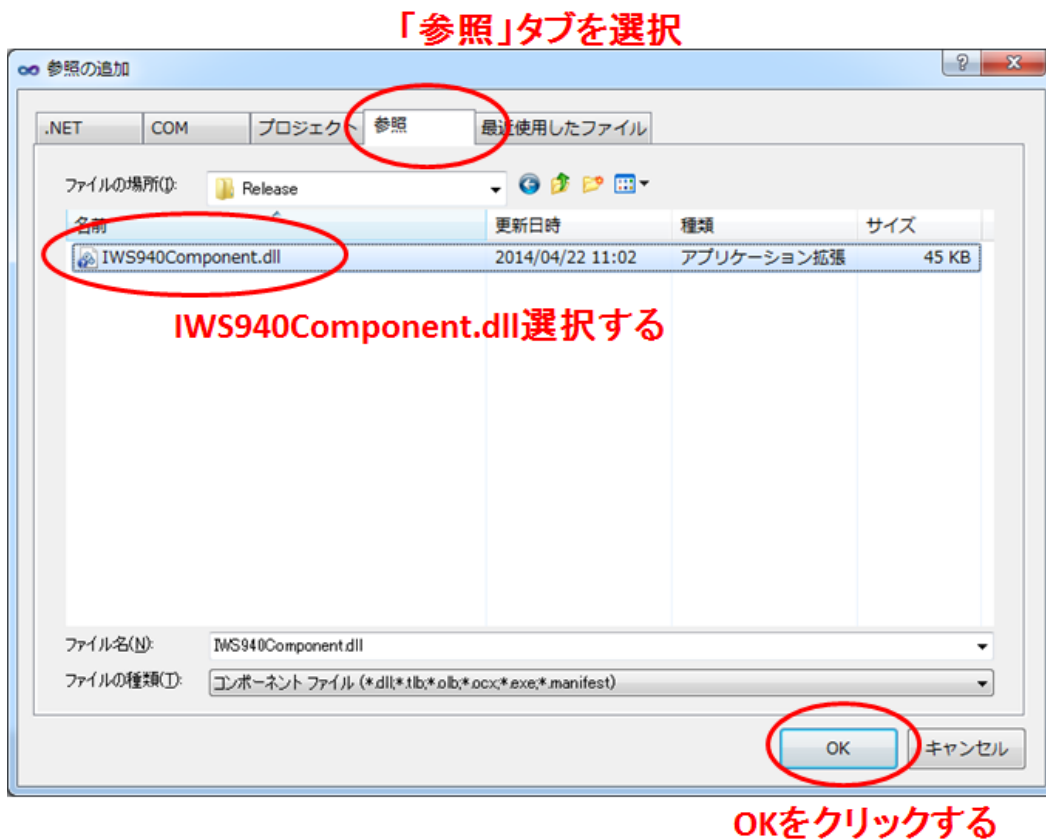 「参照」タブを選択
参照の追加
.NET COM プロジェクト 参照 最近使用したファイル
ファイルの場所(I): Release
名前 更新日時 種類 サイズ
IWS940Component.dll 2014/04/22 11:02 アプリケーション拡張 45 KB
IWS940Component.dll選択する
ファイル名(N): IWS940Component.dll
ファイルの種類(T): コンポーネント ファイル (*.dll;*.tlb;*.olb;*.ocx;*.exe;*.manifest)
OK キャンセル
OKをクリックする